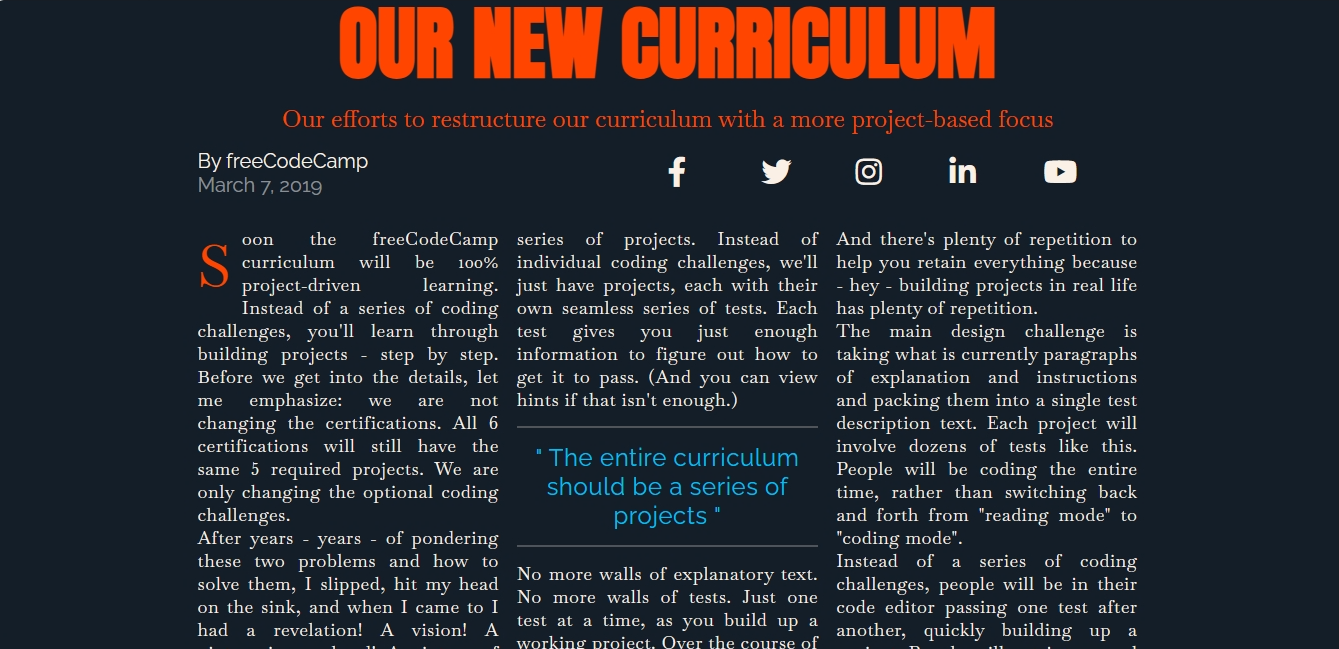 OUR NEW CURRICULUM
Our efforts to restructure our curriculum with a more project-based focus
By freeCodeCamp
March 7, 2019
Soon the freeCodeCamp
curriculum will be 100%
project-driven learning.
Instead of a series of coding
challenges, you'll learn through
building projects - step by step.
Before we get into the details, let
me emphasize: we are not
changing the certifications. All 6
certifications will still have the
same 5 required projects. We are
only changing the optional coding
challenges.
After years - years - of pondering
these two problems and how to
solve them, I slipped, hit my head
on the sink, and when I came to I
had a revelation! A vision! A
series of projects. Instead of
individual coding challenges, we'll
just have projects, each with their
own seamless series of tests. Each
test gives you just enough
information to figure out how to
get it to pass. (And you can view
hints if that isn't enough.)
" The entire curriculum
should be a series of
projects "
No more walls of explanatory text.
No more walls of tests. Just one
test at a time, as you build up a
working project. Over the course of
And there's plenty of repetition to
help you retain everything because
- hey - building projects in real life
has plenty of repetition.
The main design challenge is
taking what is currently paragraphs
of explanation and instructions
and packing them into a single test
description text. Each project will
involve dozens of tests like this.
People will be coding the entire
time, rather than switching back
and forth from "reading mode" to
"coding mode".
Instead of a series of coding
challenges, people will be in their
code editor passing one test after
another, quickly building up a